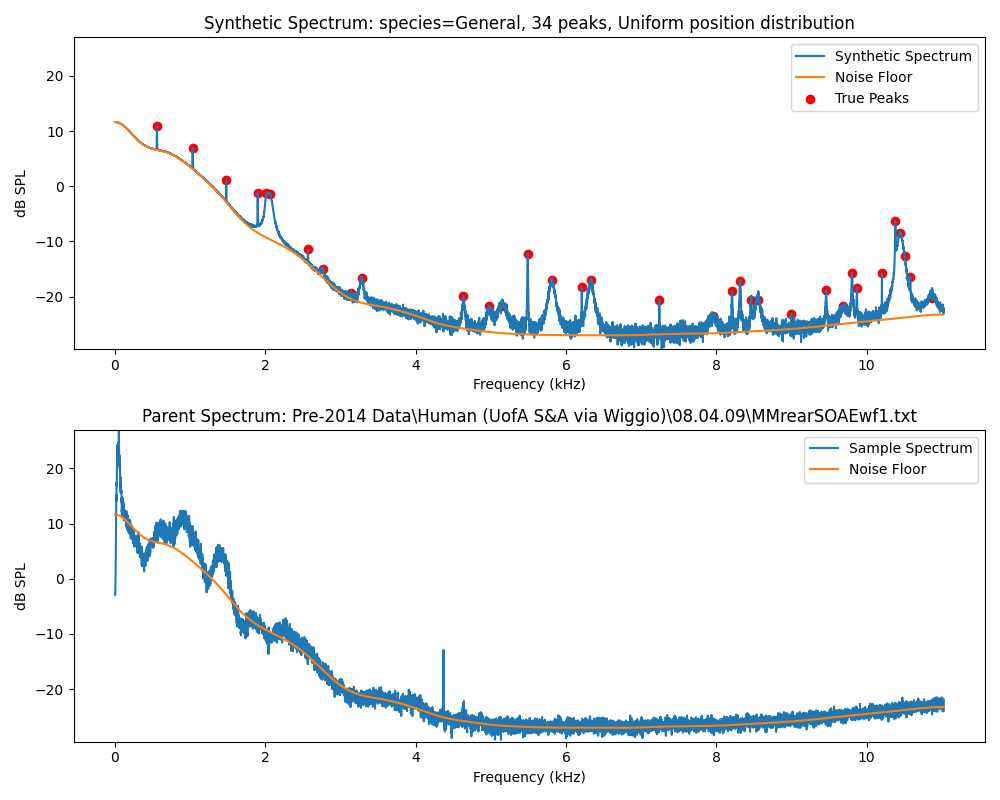 Synthetic Spectrum: species=General, 34 peaks, Uniform position distribution
20
10
0
−10
−20
dB SPL
Synthetic Spectrum
Noise Floor
True Peaks
0 2 4 6 8 10
Frequency (kHz)
Parent Spectrum: Pre-2014 Data\Human (UofA S&A via Wiggio)\08.04.09\MMrearSOAEwf1.txt
20
10
0
−10
−20
dB SPL
Sample Spectrum
Noise Floor
0 2 4 6 8 10
Frequency (kHz)